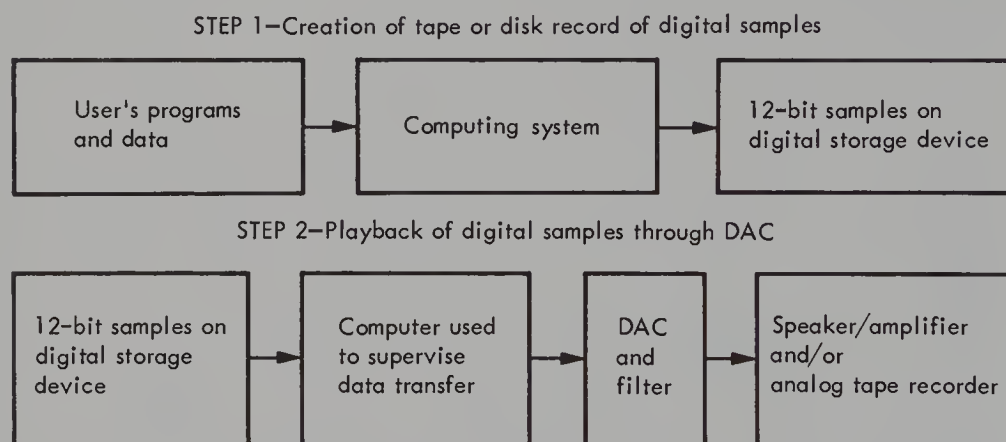 STEP 1—Creation of tape or disk record of digital samples
User's programs
and data
Computing system
12-bit samples on
digital storage device
STEP 2—Playback of digital samples through DAC
12-bit samples on
digital storage
device
Computer used
to supervise
data transfer
DAC
and
filter
Speaker/amplifier
and/or
analog tape recorder